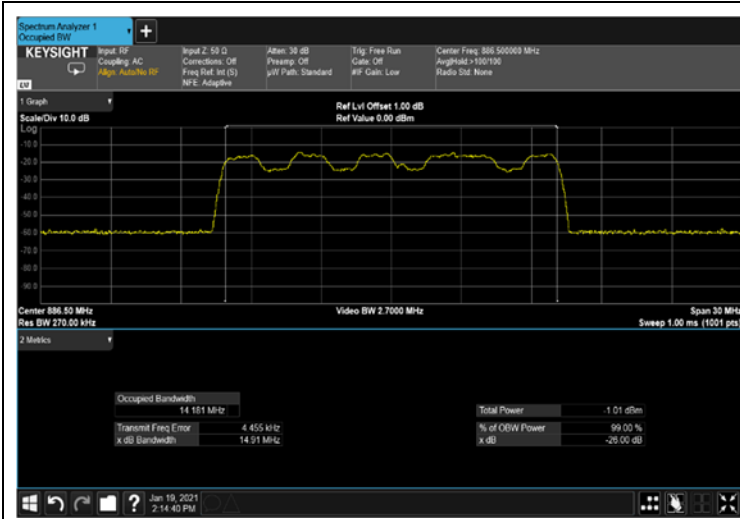 Spectrum Analyzer 1
Occupied BW
KEYSIGHT
Input: RF
Coupling: AC
Align: Auto/No RF
Input Z: 50 Ω
Corrections: Off
Freq Ref: Int (S)
NFE: Adaptive
Atten: 30 dB
Preamp: Off
µW Path: Standard
Trig: Free Run
Gate: Off
#IF Gain: Low
Center Freq: 886.500000 MHz
Avg|Hold:>100/100
Radio Std: None
1 Graph
Scale/Div 10.0 dB
Ref Lvl Offset 1.00 dB
Ref Value 0.00 dBm
Log
-10.0
-20.0
-30.0
-40.0
-50.0
-60.0
-70.0
-80.0
-90.0
Center 886.50 MHz
Video BW 2.7000 MHz
Span 30 MHz
Res BW 270.00 kHz
Sweep 1.00 ms (1001 pts)
2 Metrics
Occupied Bandwidth
14.181 MHz
Transmit Freq Error 4.455 kHz
x dB Bandwidth 14.91 MHz
Total Power -1.01 dBm
% of OBW Power 99.00 %
x dB -26.00 dB
Jan 19, 2021
2:14:40 PM